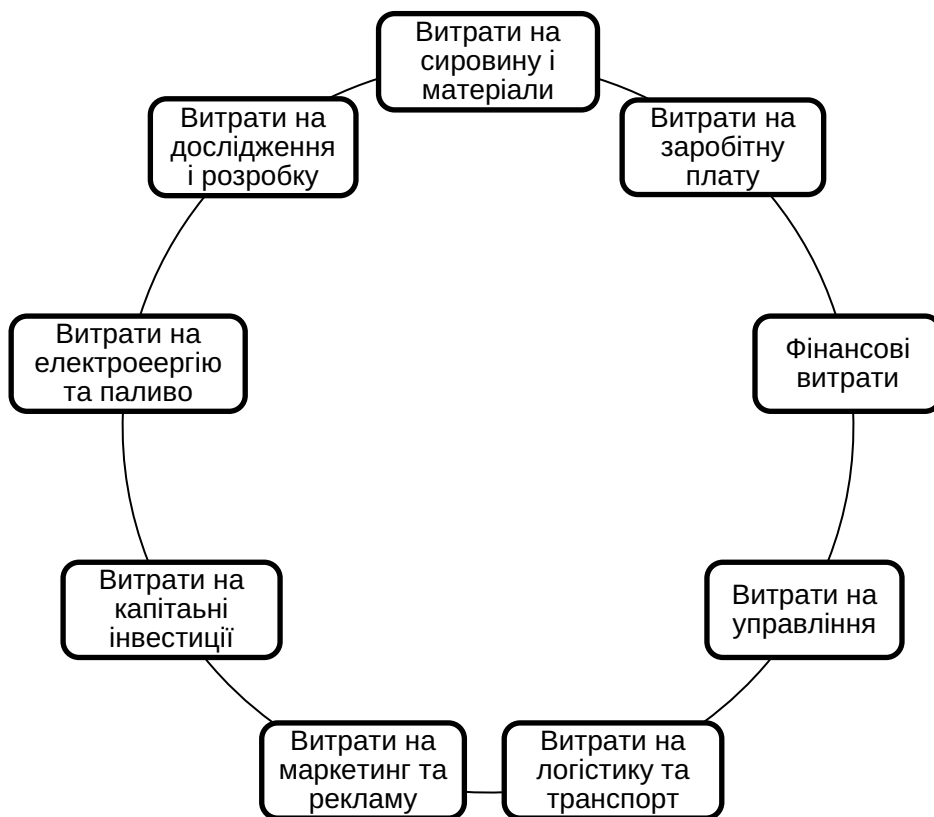 Витрати на
сировину і
матеріали
Витрати на
заробітну
плату
Фінансові
витрати
Витрати на
управління
Витрати на
логістику та
транспорт
Витрати на
маркетинг та
рекламу
Витрати на
капітаьні
інвестиції
Витрати на
електроеергію
та паливо
Витрати на
дослідження
і розробку